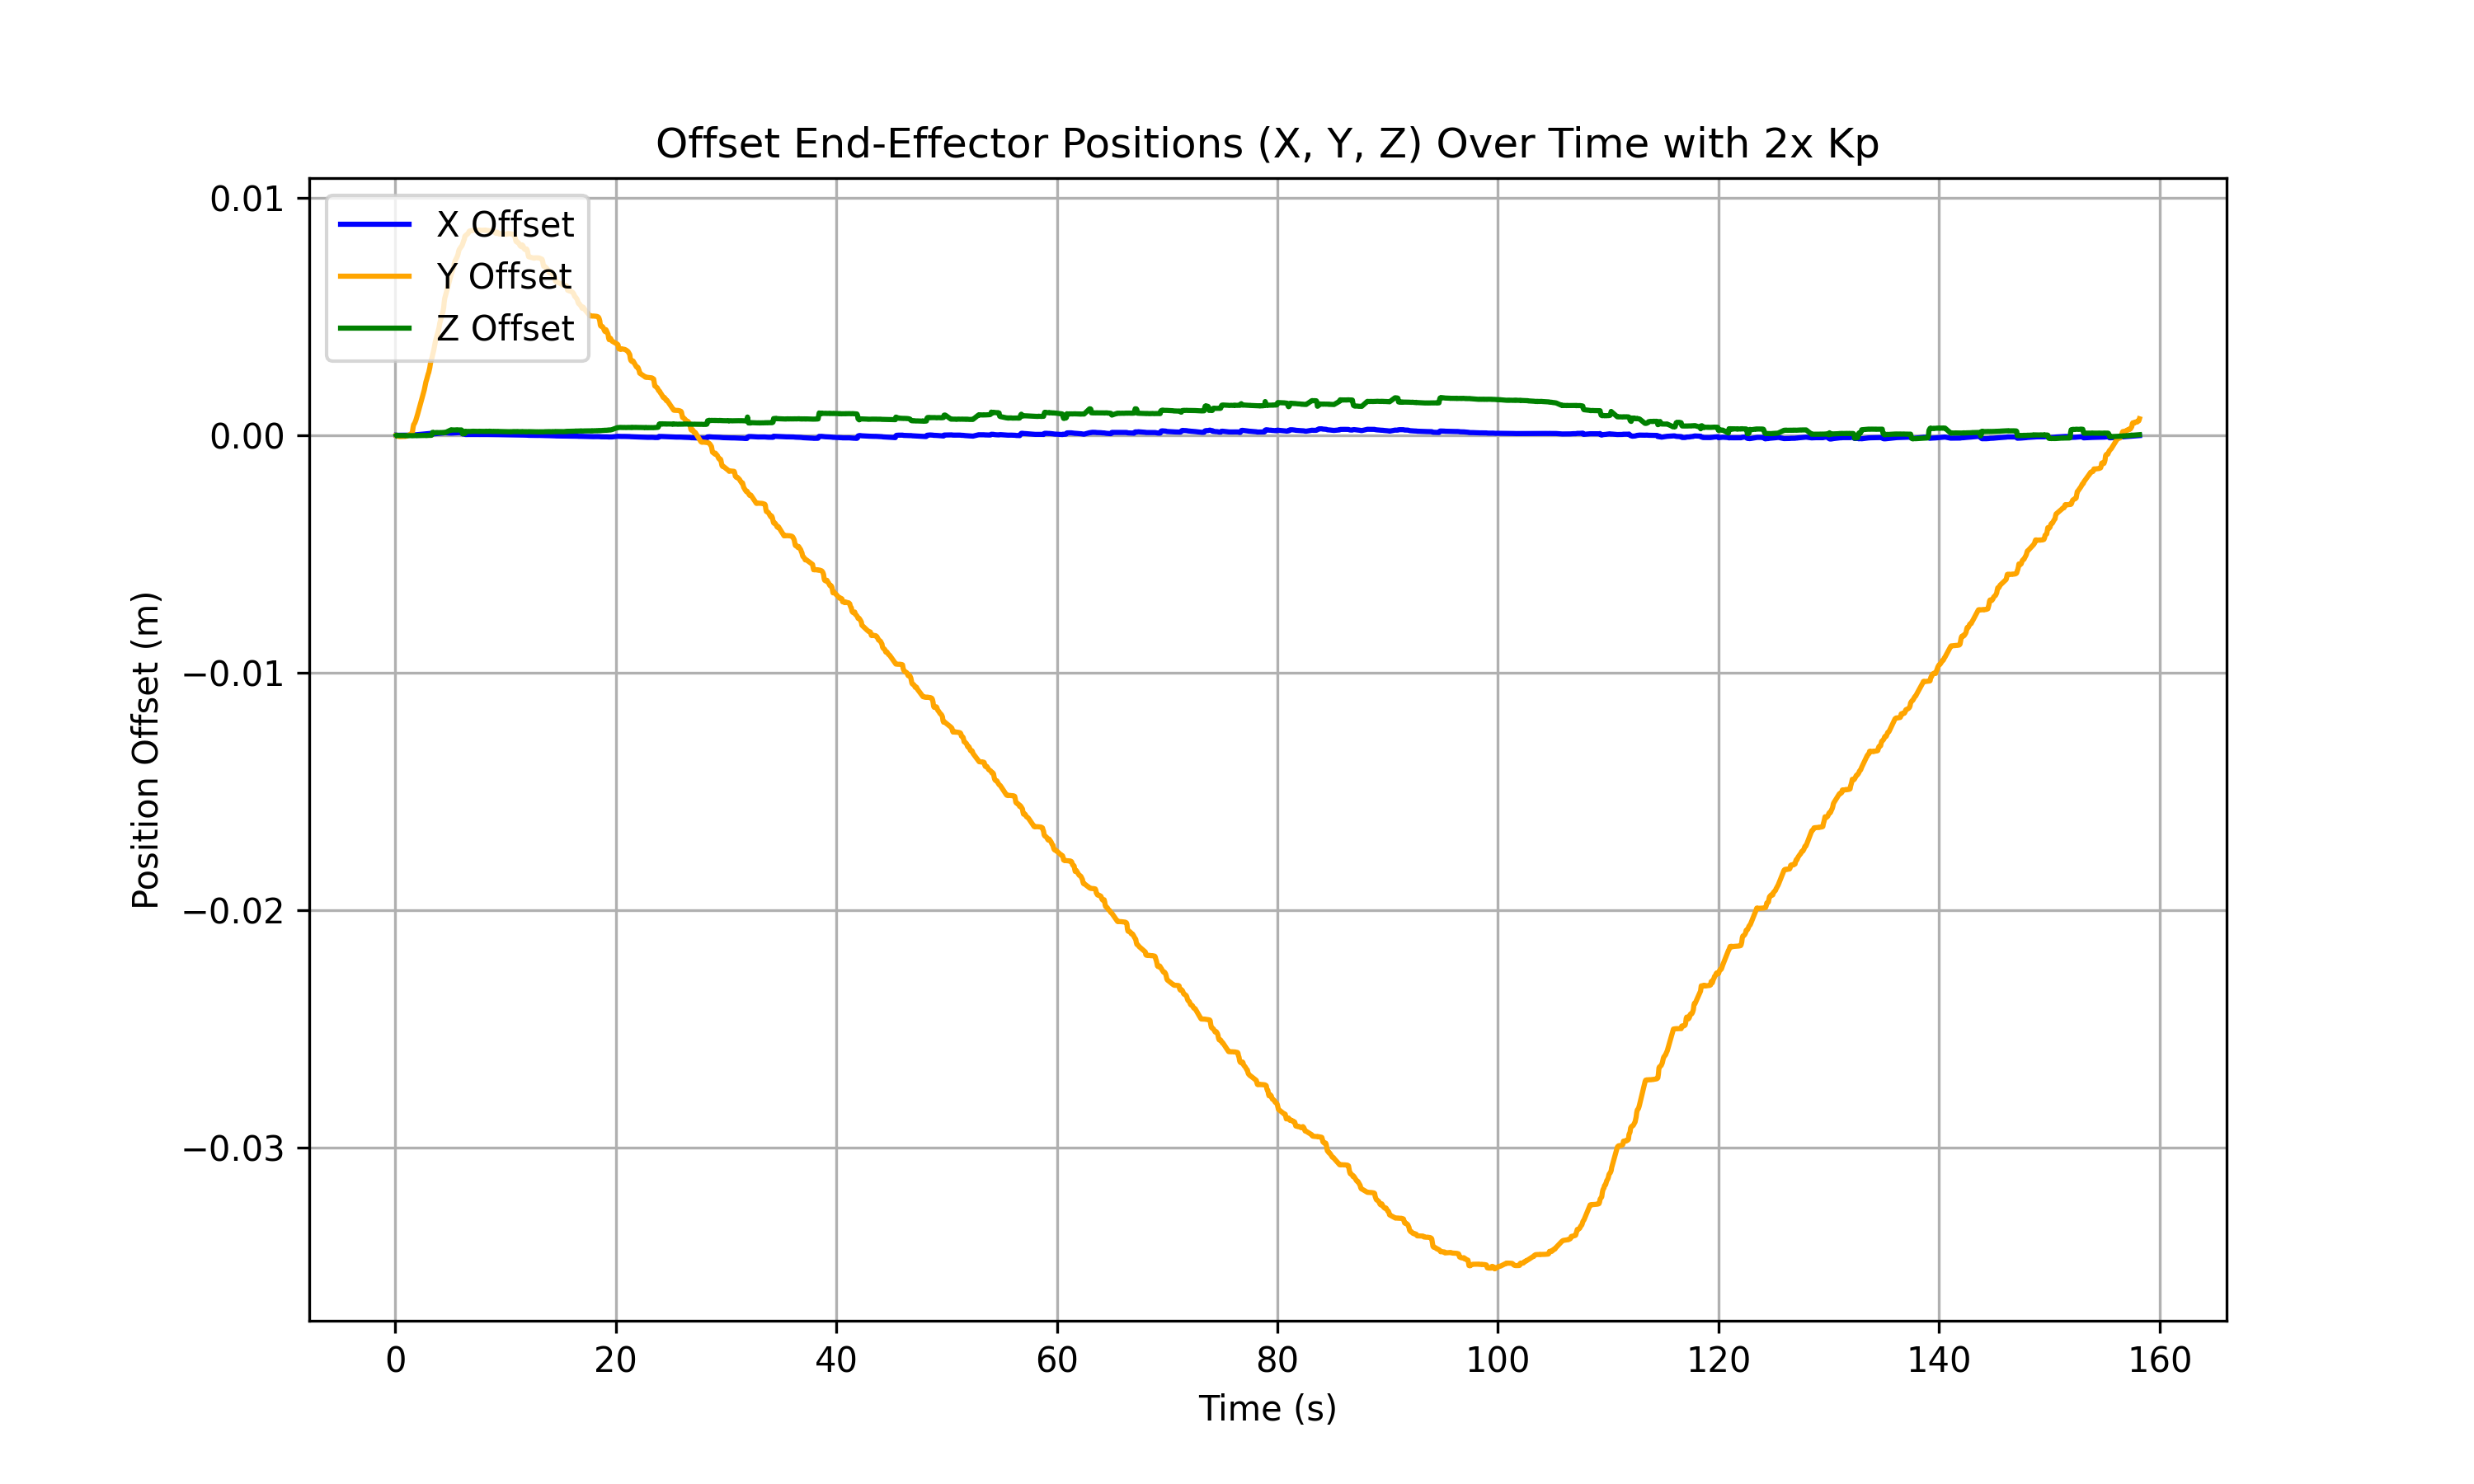 Offset End-Effector Positions (X, Y, Z) Over Time with 2x Kp
X Offset
Y Offset
Z Offset
Position Offset (m)
0.01
0.00
−0.01
−0.02
−0.03
0 20 40 60 80 100 120 140 160
Time (s)